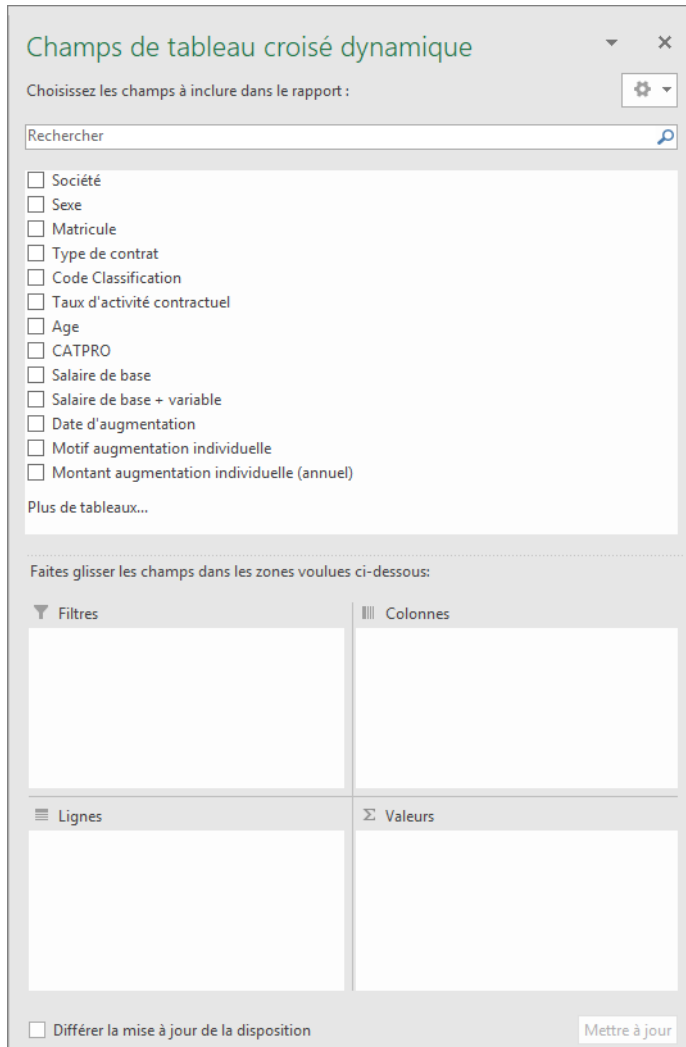 Champs de tableau croisé dynamique
Choisissez les champs à inclure dans le rapport :
Rechercher
Société
Sexe
Matricule
Type de contrat
Code Classification
Taux d'activité contractuel
Age
CATPRO
Salaire de base
Salaire de base + variable
Date d'augmentation
Motif augmentation individuelle
Montant augmentation individuelle (annuel)
Plus de tableaux...
Faites glisser les champs dans les zones voulues ci-dessous:
Filtres
Colonnes
Lignes
Σ Valeurs
Différer la mise à jour de la disposition
Mettre à jour